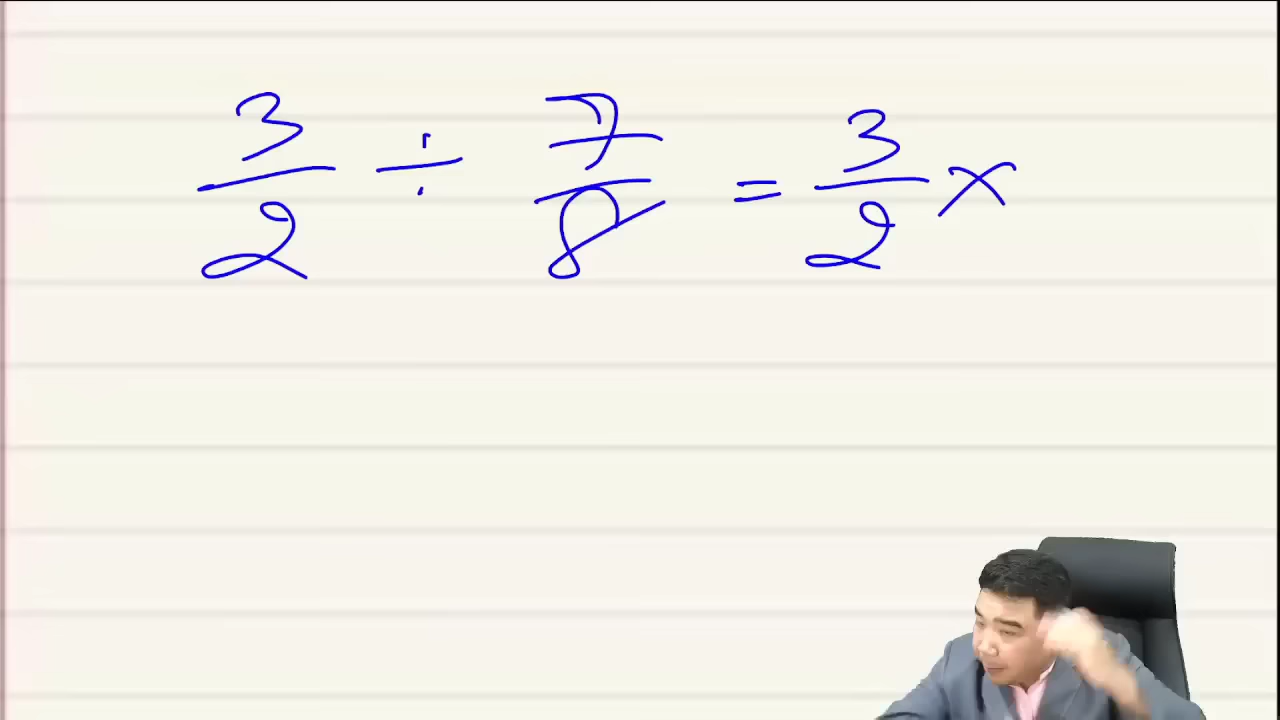 3/2 ÷ 7/8 = 3/2 ×